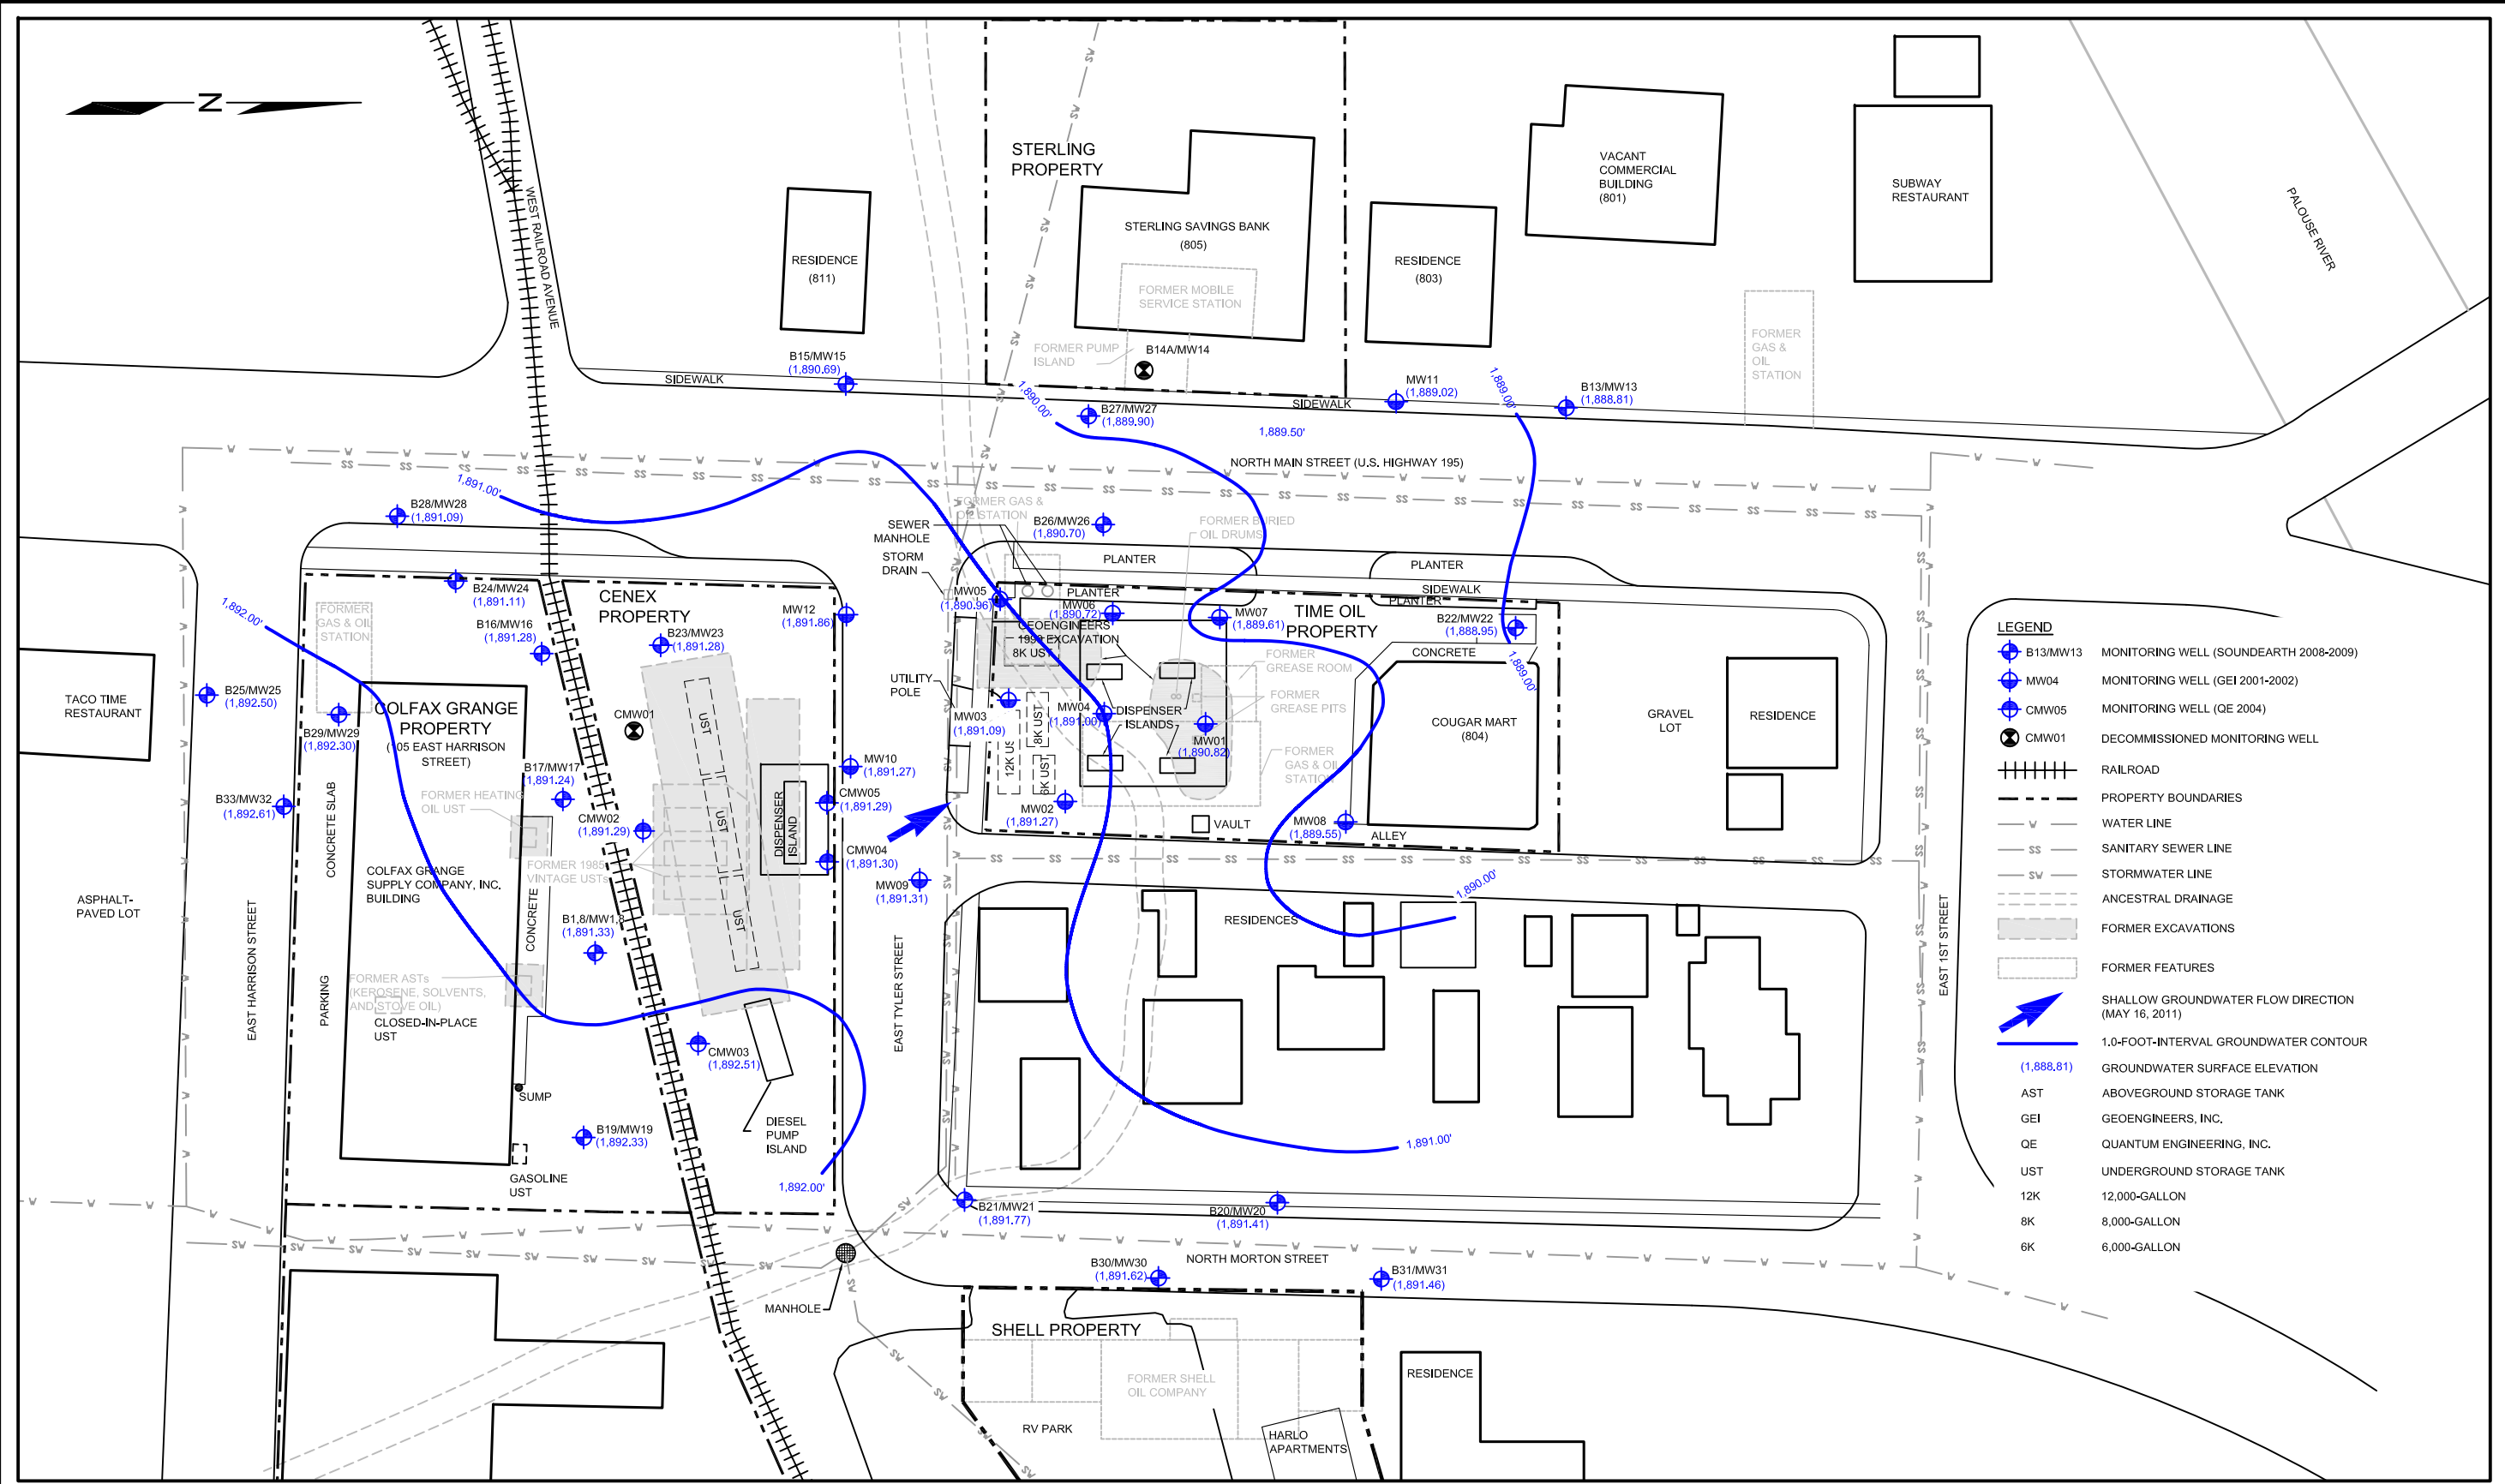 N
WEST RAILROAD AVENUE
STERLING
PROPERTY
RESIDENCE
(811)
STERLING SAVINGS BANK
(805)
FORMER MOBILE
SERVICE STATION
FORMER PUMP
ISLAND
B14A/MW14
RESIDENCE
(803)
VACANT
COMMERCIAL
BUILDING
(801)
SUBWAY
RESTAURANT
PALOUSE RIVER
FORMER
GAS &
OIL
STATION
B15/MW15
(1,890.69)
SIDEWALK
1,890.00'
B27/MW27
(1,889.90)
SIDEWALK
MW11
(1,889.02)
1,889.00'
B13/MW13
(1,888.81)
1,889.50'
NORTH MAIN STREET (U.S. HIGHWAY 195)
1,891.00'
B28/MW28
(1,891.09)
FORMER GAS &
OIL STATION
SEWER
MANHOLE
STORM
DRAIN
B26/MW26
(1,890.70)
FORMER BURIED
OIL DRUMS
PLANTER
PLANTER
SIDEWALK
PLANTER
PLANTER
1,892.00'
FORMER
GAS & OIL
STATION
B24/MW24
(1,891.11)
B16/MW16
(1,891.28)
CENEX
PROPERTY
B23/MW23
(1,891.28)
MW12
(1,891.86)
MW05
(1,890.96)
MW06
(1,890.72)
GEOENGINEERS
1999 EXCAVATION
8K UST
MW07
(1,889.61)
TIME OIL
PROPERTY
B22/MW22
(1,888.95)
CONCRETE
1,889.00'
FORMER
GREASE ROOM
FORMER
GREASE PITS
FORMER
GAS & OIL
STATION
TACO TIME
RESTAURANT
B25/MW25
(1,892.50)
B29/MW29
(1,892.30)
COLFAX GRANGE
PROPERTY
(105 EAST HARRISON
STREET)
CMW01
UST
UST
UST
UTILITY
POLE
MW03
(1,891.09)
12K US
8K UST
6K UST
MW04
(1,891.00)
DISPENSER
ISLANDS
MW01
(1,890.82)
COUGAR MART
(804)
GRAVEL
LOT
RESIDENCE
B33/MW32
(1,892.61)
B17/MW17
(1,891.24)
FORMER HEATING
OIL UST
CMW02
(1,891.29)
FORMER 1985
VINTAGE USTs
DISPENSER
ISLAND
MW10
(1,891.27)
CMW05
(1,891.29)
CMW04
(1,891.30)
MW09
(1,891.31)
MW02
(1,891.27)
VAULT
MW08
(1,889.55)
ALLEY
ASPHALT-
PAVED LOT
EAST HARRISON STREET
CONCRETE SLAB
PARKING
COLFAX GRANGE
SUPPLY COMPANY, INC.
BUILDING
CONCRETE
B1,8/MW1,8
(1,891.33)
FORMER ASTs
(KEROSENE, SOLVENTS,
AND STOVE OIL)
CLOSED-IN-PLACE
UST
SUMP
CMW03
(1,892.51)
EAST TYLER STREET
RESIDENCES
1,890.00'
EAST 1ST STREET
B19/MW19
(1,892.33)
GASOLINE
UST
DIESEL
PUMP
ISLAND
1,892.00'
1,891.00'
B21/MW21
(1,891.77)
B20/MW20
(1,891.41)
NORTH MORTON STREET
B30/MW30
(1,891.62)
B31/MW31
(1,891.46)
MANHOLE
SHELL PROPERTY
FORMER SHELL
OIL COMPANY
RV PARK
HARLO
APARTMENTS
RESIDENCE
LEGEND
B13/MW13 MONITORING WELL (SOUNDEARTH 2008-2009)
MW04 MONITORING WELL (GEI 2001-2002)
CMW05 MONITORING WELL (QE 2004)
CMW01 DECOMMISSIONED MONITORING WELL
RAILROAD
PROPERTY BOUNDARIES
W WATER LINE
SS SANITARY SEWER LINE
SW STORMWATER LINE
ANCESTRAL DRAINAGE
FORMER EXCAVATIONS
FORMER FEATURES
SHALLOW GROUNDWATER FLOW DIRECTION
(MAY 16, 2011)
1.0-FOOT-INTERVAL GROUNDWATER CONTOUR
(1,888.81) GROUNDWATER SURFACE ELEVATION
AST ABOVEGROUND STORAGE TANK
GEI GEOENGINEERS, INC.
QE QUANTUM ENGINEERING, INC.
UST UNDERGROUND STORAGE TANK
12K 12,000-GALLON
8K 8,000-GALLON
6K 6,000-GALLON